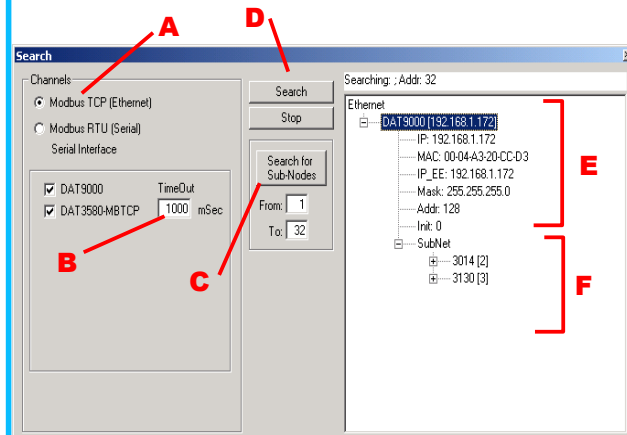 A
D
Search
Channels
Modbus TCP (Ethernet)
Modbus RTU (Serial)
Serial Interface
DAT9000
TimeOut
DAT3580-MBTCP
1000 mSec
B
Search
Stop
Search for
Sub-Nodes
From: 1
To: 32
C
Searching: ; Addr: 32
Ethernet
DAT9000 [192.168.1.172]
IP: 192.168.1.172
MAC: 00-04-A3-20-CC-D3
IP_EE: 192.168.1.172
Mask: 255.255.255.0
Addr: 128
Init: 0
E
SubNet
3014 [2]
3130 [3]
F